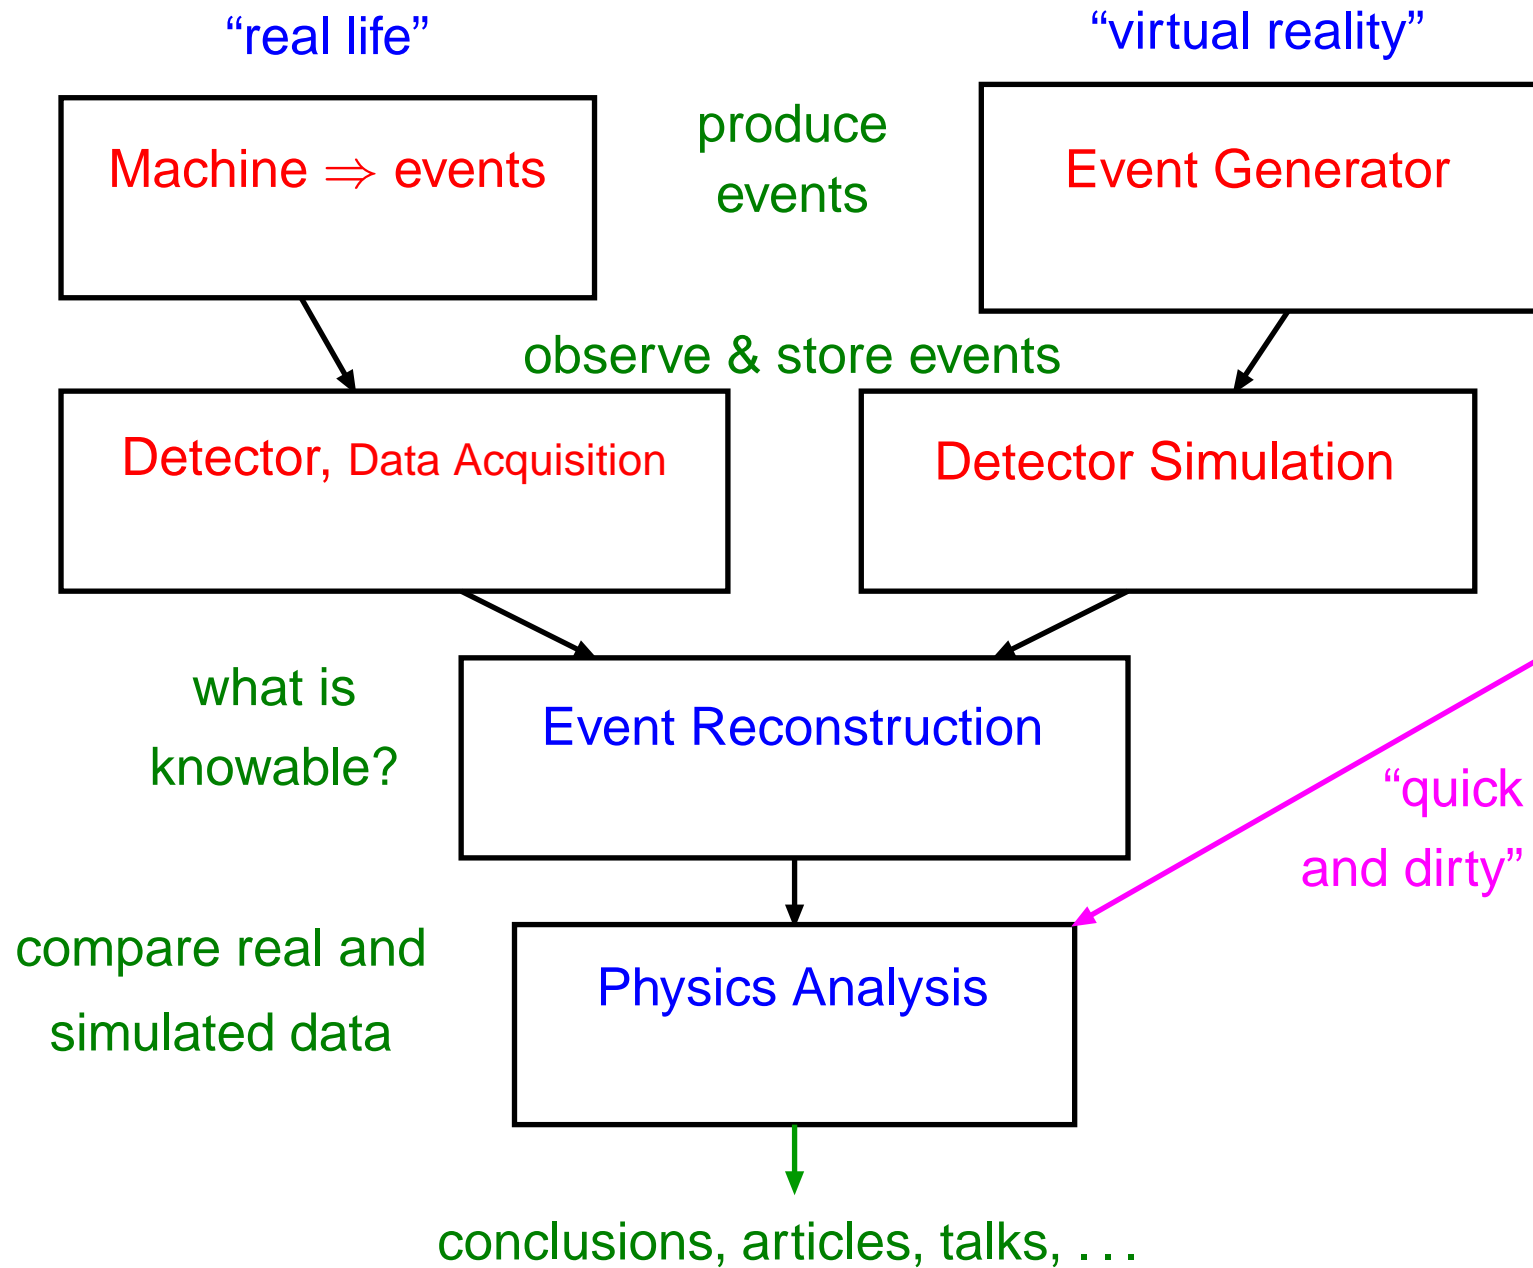 “real life”
“virtual reality”
produce
events
Machine ⇒ events
Event Generator
observe & store events
Detector, Data Acquisition
Detector Simulation
what is
knowable?
Event Reconstruction
“quick
and dirty”
compare real and
simulated data
Physics Analysis
conclusions, articles, talks, . . .